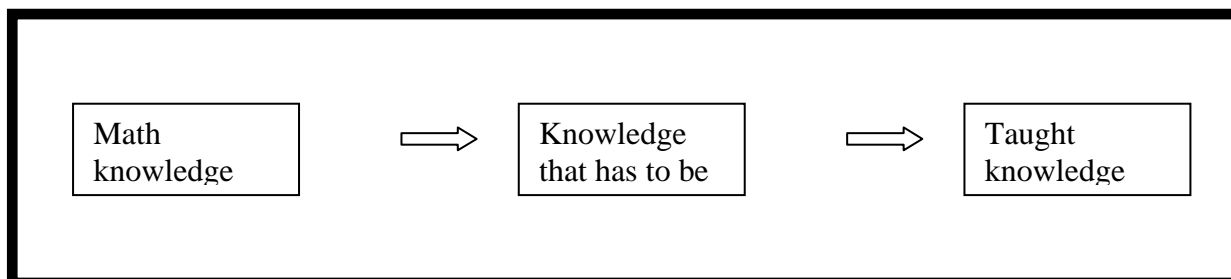 Math
knowledge
Knowledge
that has to be
Taught
knowledge